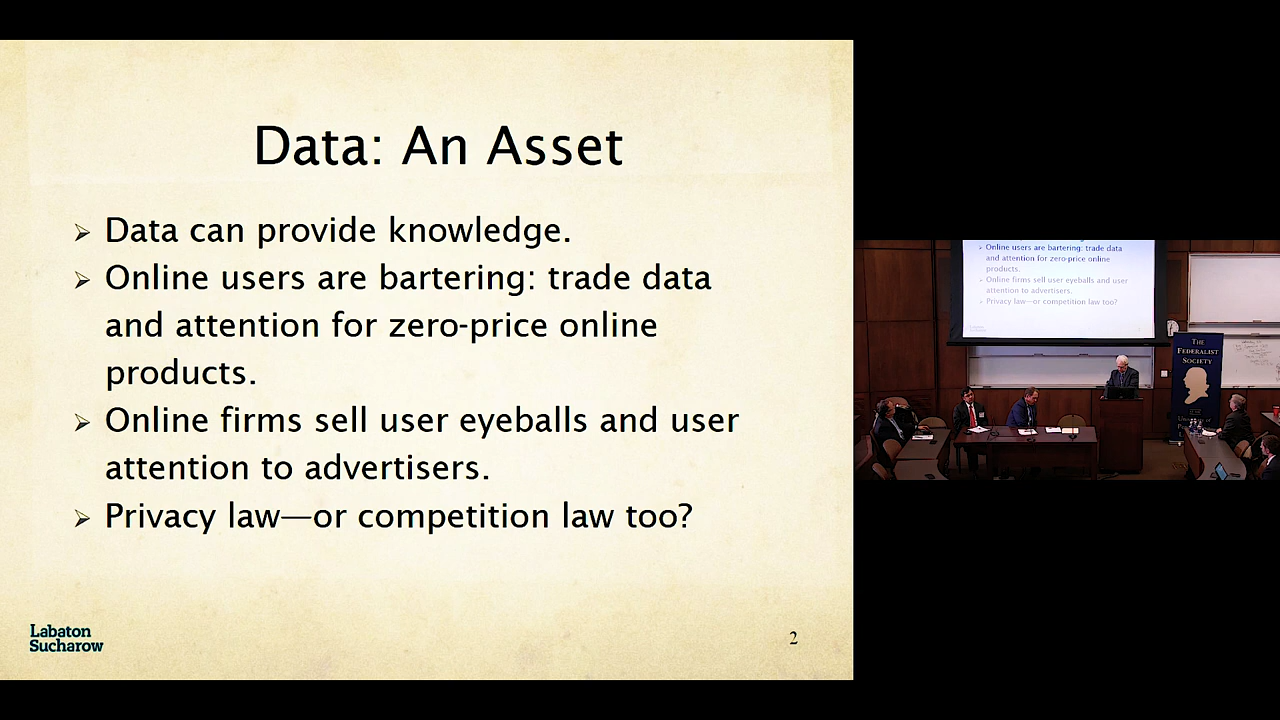 Data: An Asset
Data can provide knowledge.
Online users are bartering: trade data
and attention for zero-price online
products.
Online firms sell user eyeballs and user
attention to advertisers.
Privacy law—or competition law too?
Labaton
Sucharow
2
Online users are bartering: trade data
and attention for zero-price online
products.
Online firms sell user eyeballs and user
attention to advertisers.
Privacy law—or competition law too?
THE
FEDERALIST
SOCIETY